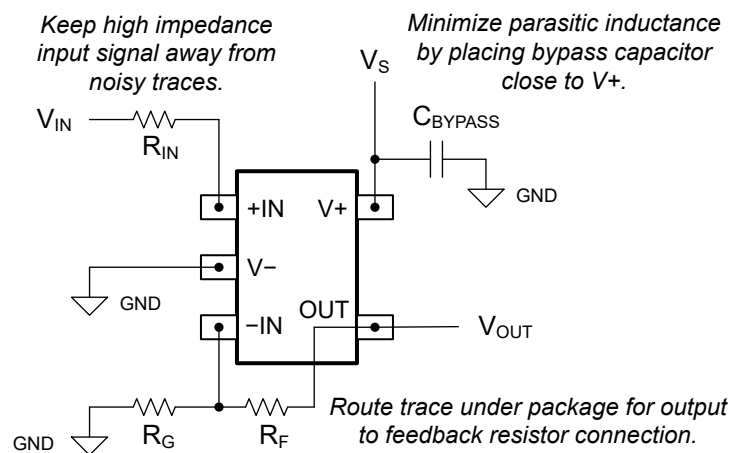 Keep high impedance
input signal away from
noisy traces.
Minimize parasitic inductance
by placing bypass capacitor
close to V+.
VS
VIN
RIN
CBYPASS
GND
+IN
V+
V−
GND
OUT
−IN
VOUT
GND
RG
RF
Route trace under package for output
to feedback resistor connection.